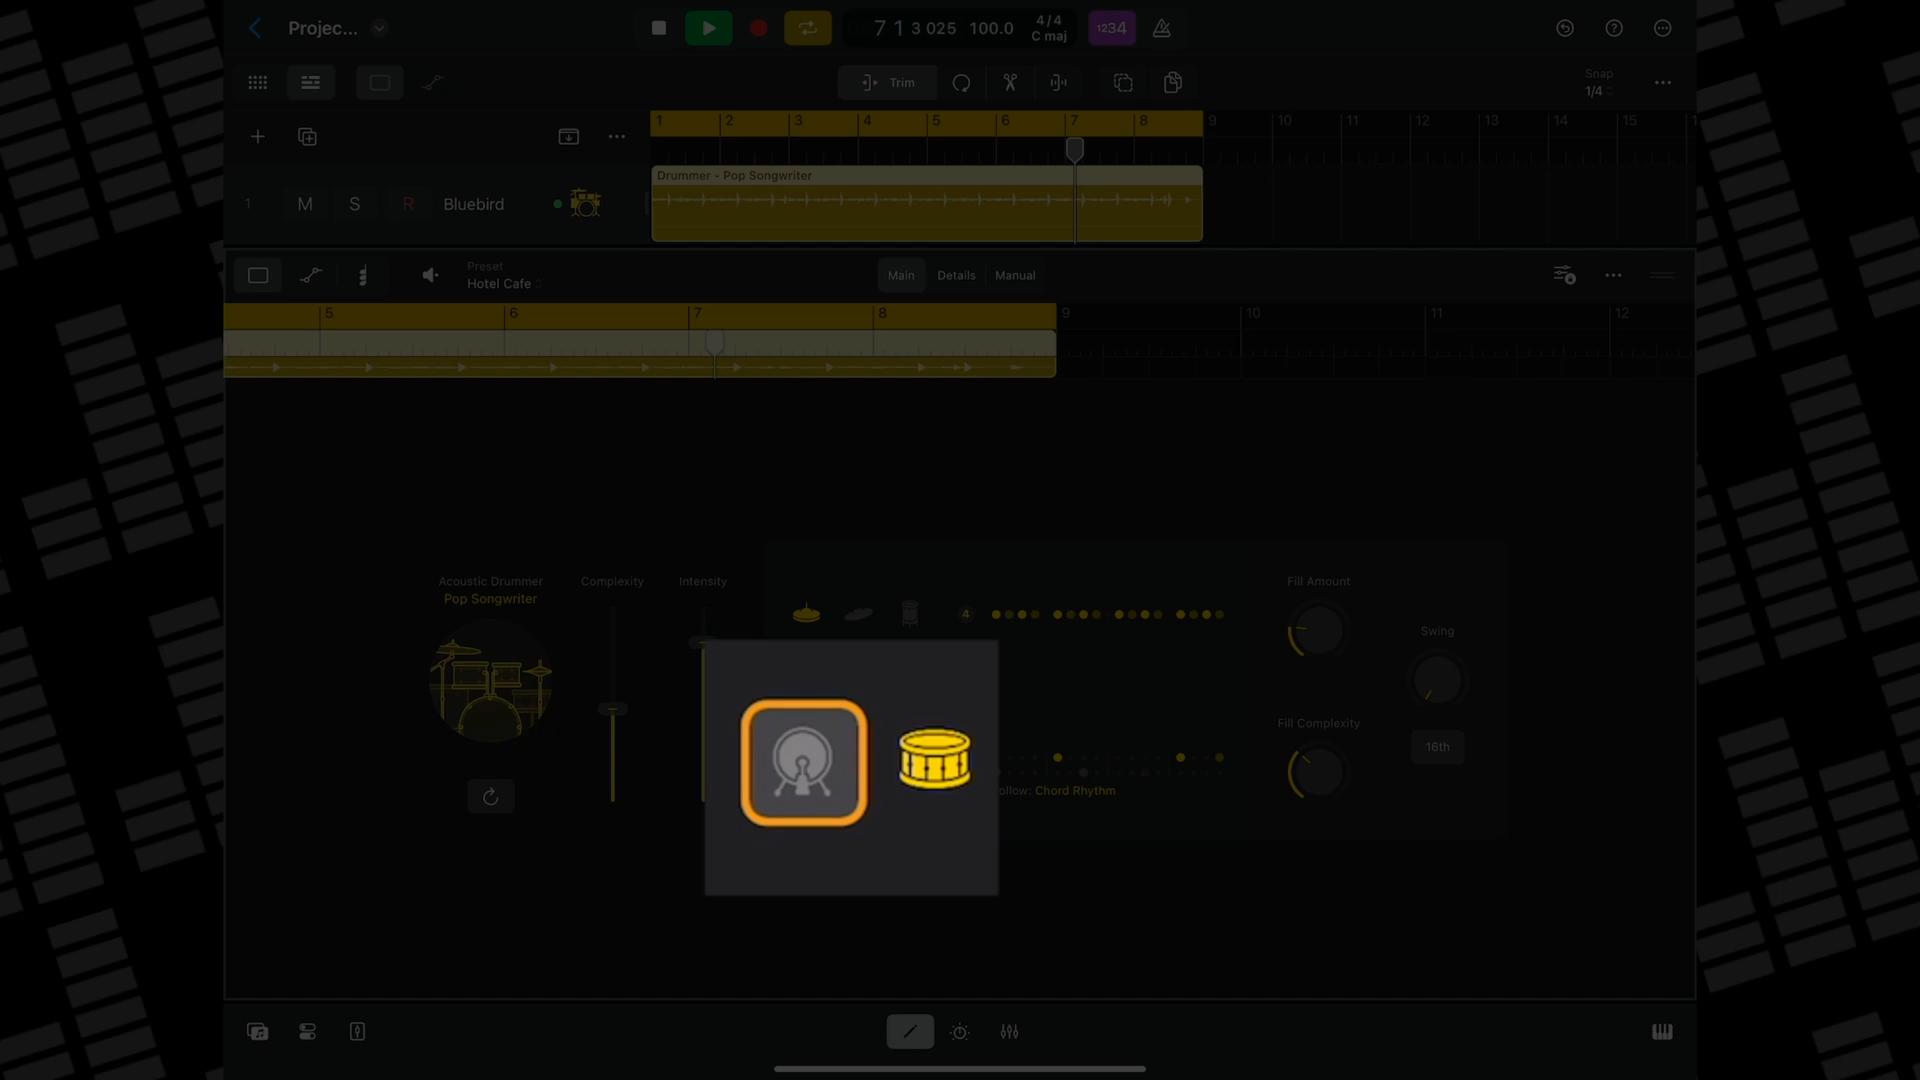 Projec...
7 1 3 025 100.0 4/4 C maj 1234
Trim
Snap
1/4
1 2 3 4 5 6 7 8 9 10 11 12 13 14 15
Drummer - Pop Songwriter
1 M S R Bluebird
Preset
Hotel Cafe
Main Details Manual
5 6 7 8 9 10 11 12
Acoustic Drummer Complexity Intensity Fill Amount
Pop Songwriter
4
Swing
Fill Complexity
16th
ollow: Chord Rhythm